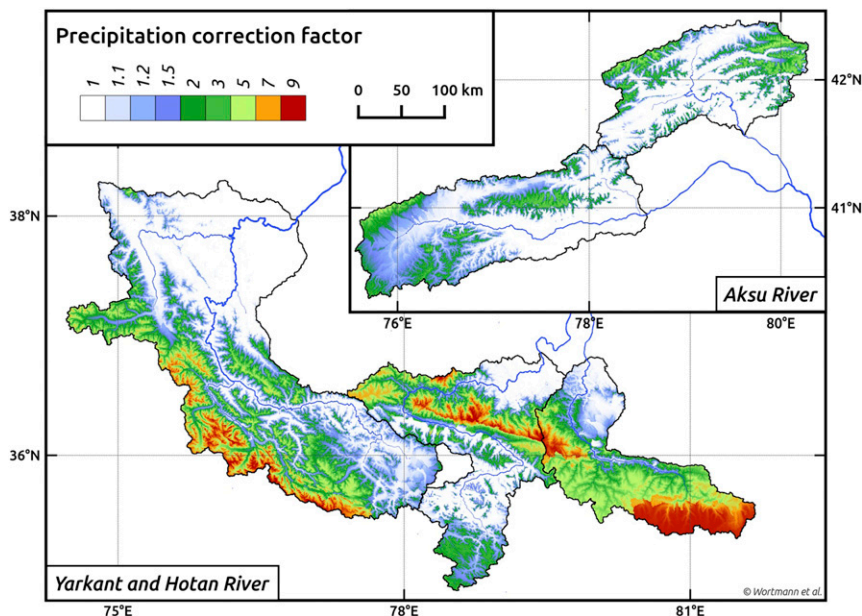 Precipitation correction factor
1 1.1 1.2 1.5 2 3 5 7 9
0 50 100 km
42°N
41°N
76°E 78°E 80°E
Aksu River
38°N
36°N
Yarkant and Hotan River
© Wortmann et al.
75°E 78°E 81°E